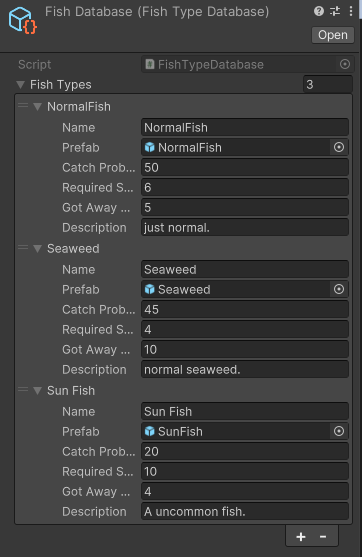 Fish Database (Fish Type Database)
Open
Script FishTypeDatabase
Fish Types 3
NormalFish
Name NormalFish
Prefab NormalFish
Catch Prob... 50
Required S... 6
Got Away ... 5
Description just normal.
Seaweed
Name Seaweed
Prefab Seaweed
Catch Prob... 45
Required S... 4
Got Away ... 10
Description normal seaweed.
Sun Fish
Name Sun Fish
Prefab SunFish
Catch Prob... 20
Required S... 10
Got Away ... 4
Description A uncommon fish.
+ -